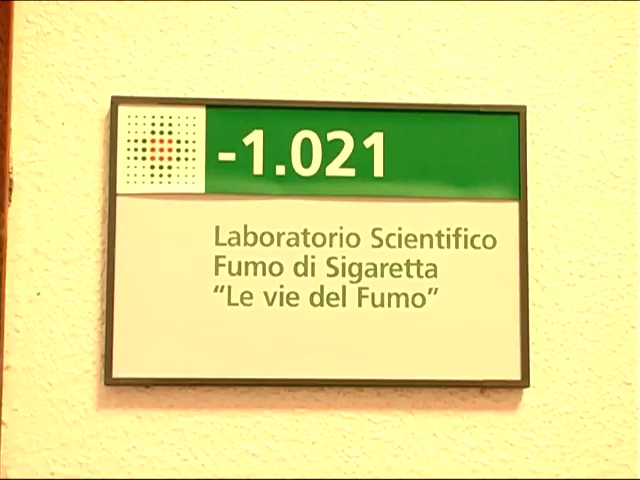 -1.021
Laboratorio Scientifico
Fumo di Sigaretta
“Le vie del Fumo”